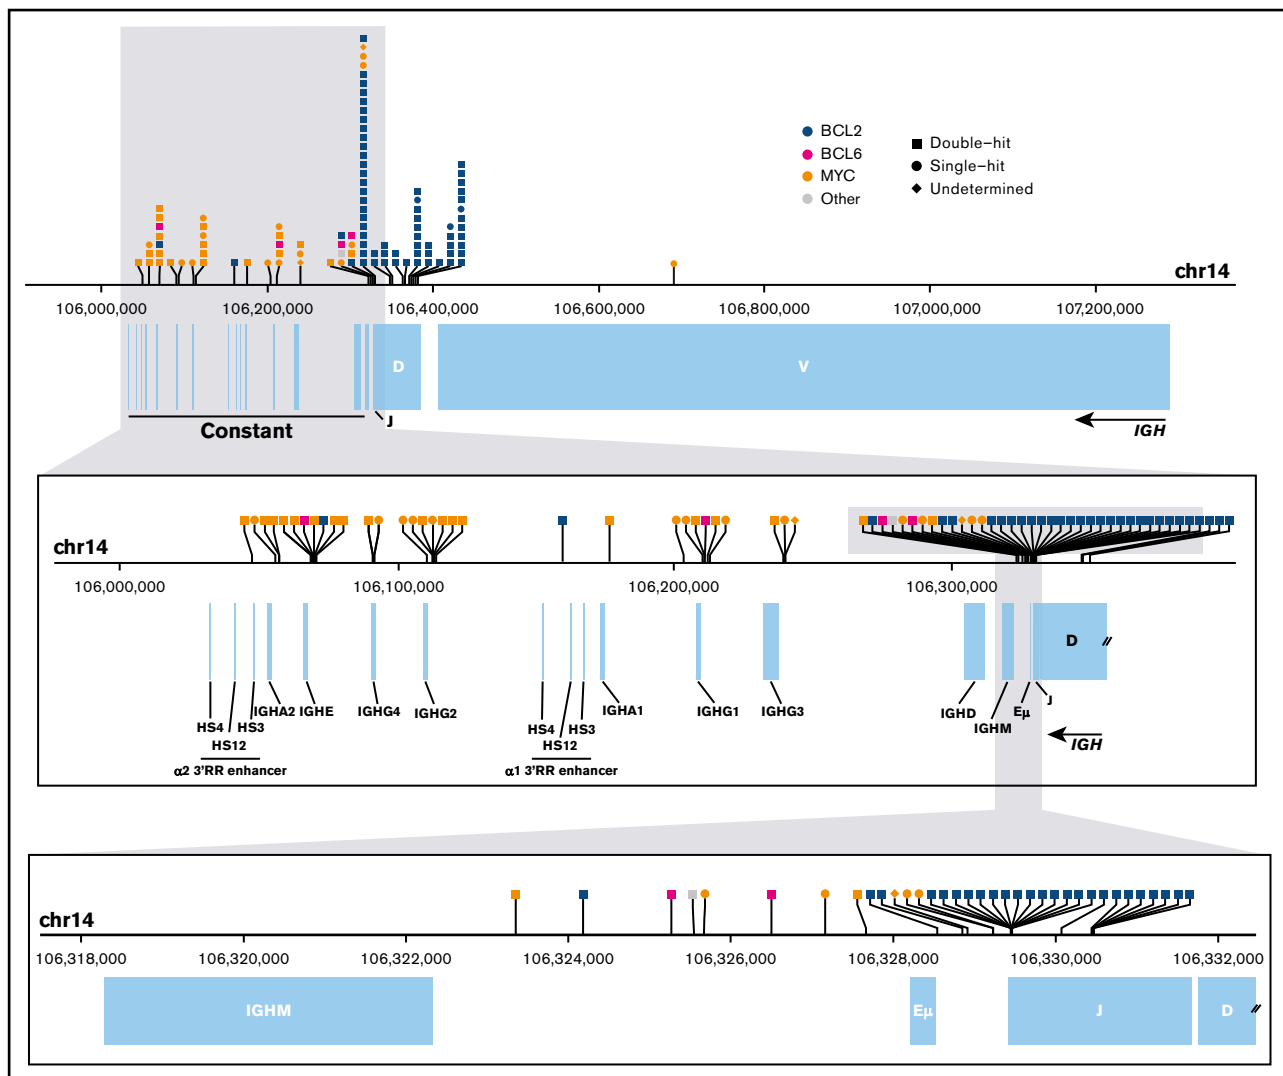 BCL2
BCL6
MYC
Other
Double–hit
Single–hit
Undetermined
chr14
106,000,000 106,200,000 106,400,000 106,600,000 106,800,000 107,000,000 107,200,000
D V
J
Constant
IGH
chr14
106,000,000 106,100,000 106,200,000 106,300,000
D
HS4 HS12 HS3 IGHA2 IGHE IGHG4 IGHG2 HS4 HS12 HS3 IGHA1 IGHG1 IGHG3 IGHD IGHM Eμ J
α2 3'RR enhancer α1 3'RR enhancer
IGH
chr14
106,318,000 106,320,000 106,322,000 106,324,000 106,326,000 106,328,000 106,330,000 106,332,000
IGHM Eμ J D